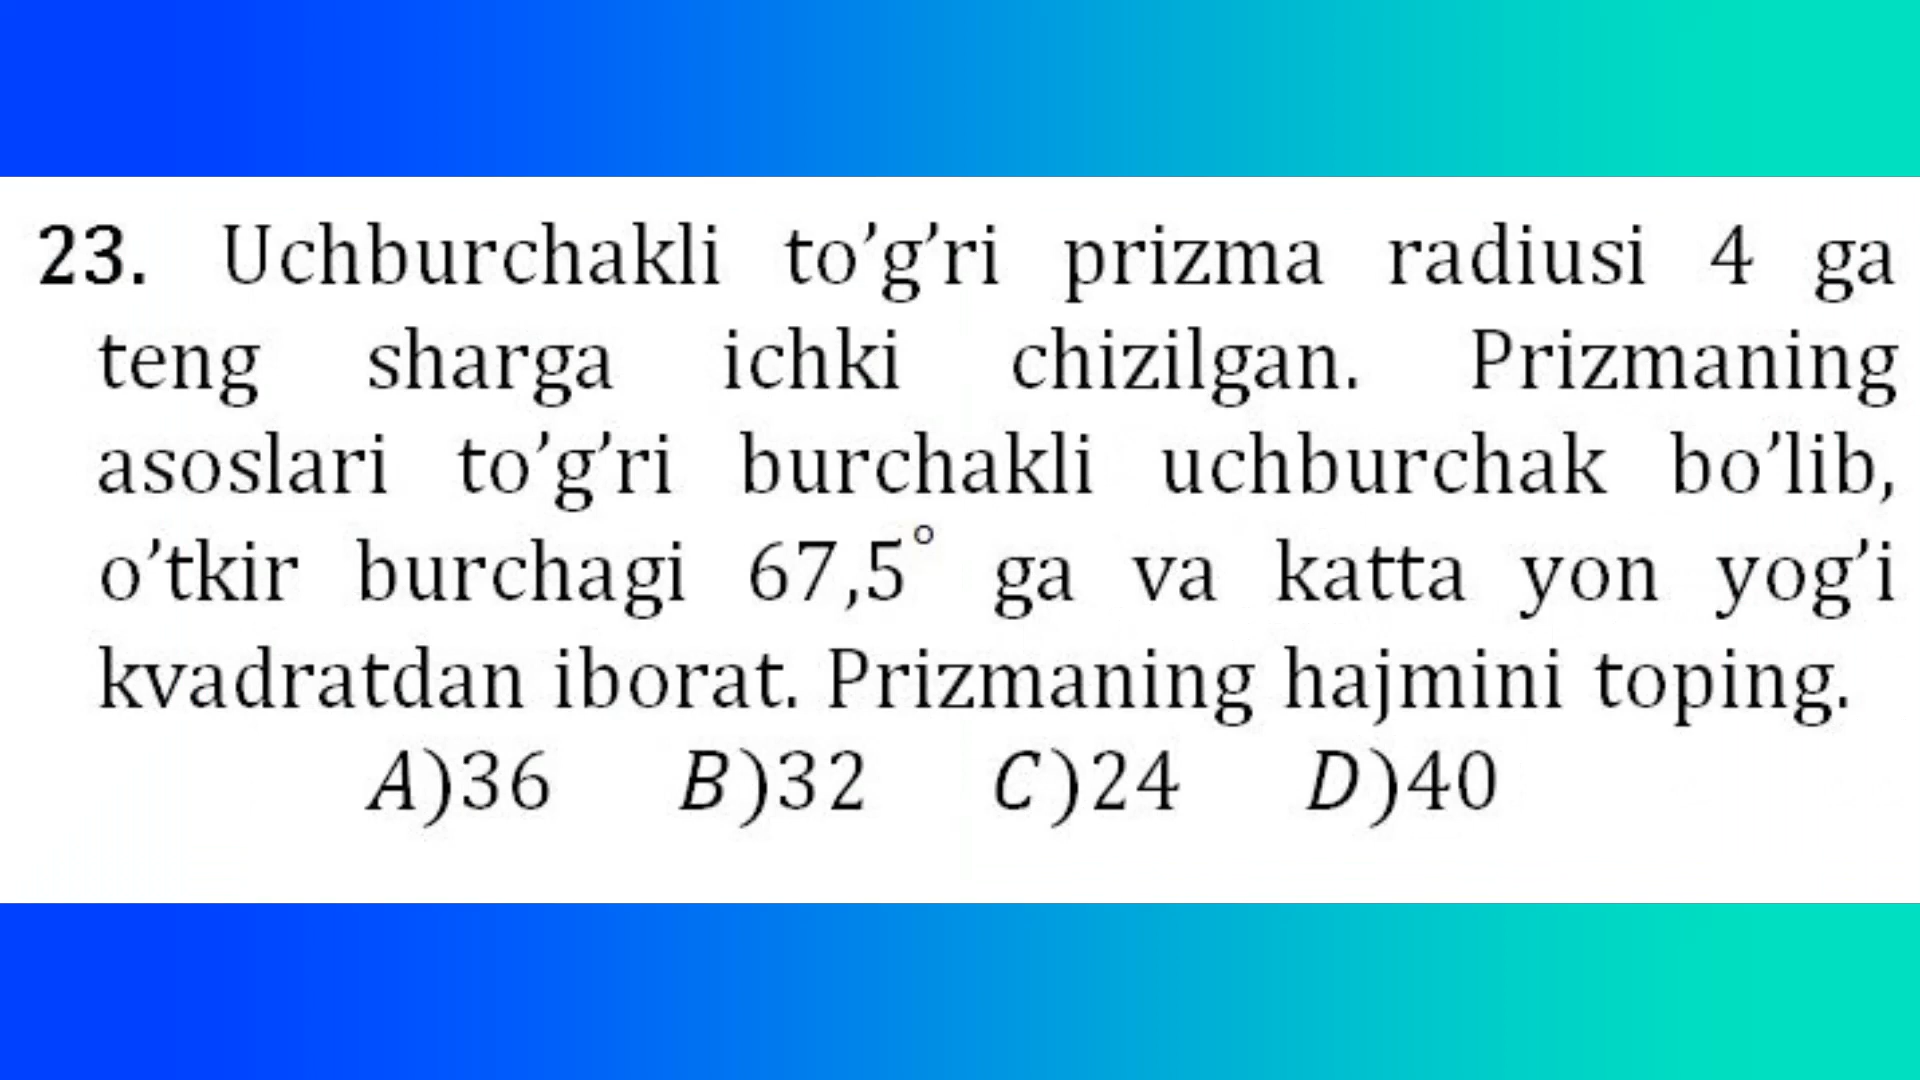 23. Uchburchakli to’g’ri prizma radiusi 4 ga
teng sharga ichki chizilgan. Prizmaning
asoslari to’g’ri burchakli uchburchak bo’lib,
o’tkir burchagi 67,5° ga va katta yon yog’i
kvadratdan iborat. Prizmaning hajmini toping.
A)36 B)32 C)24 D)40